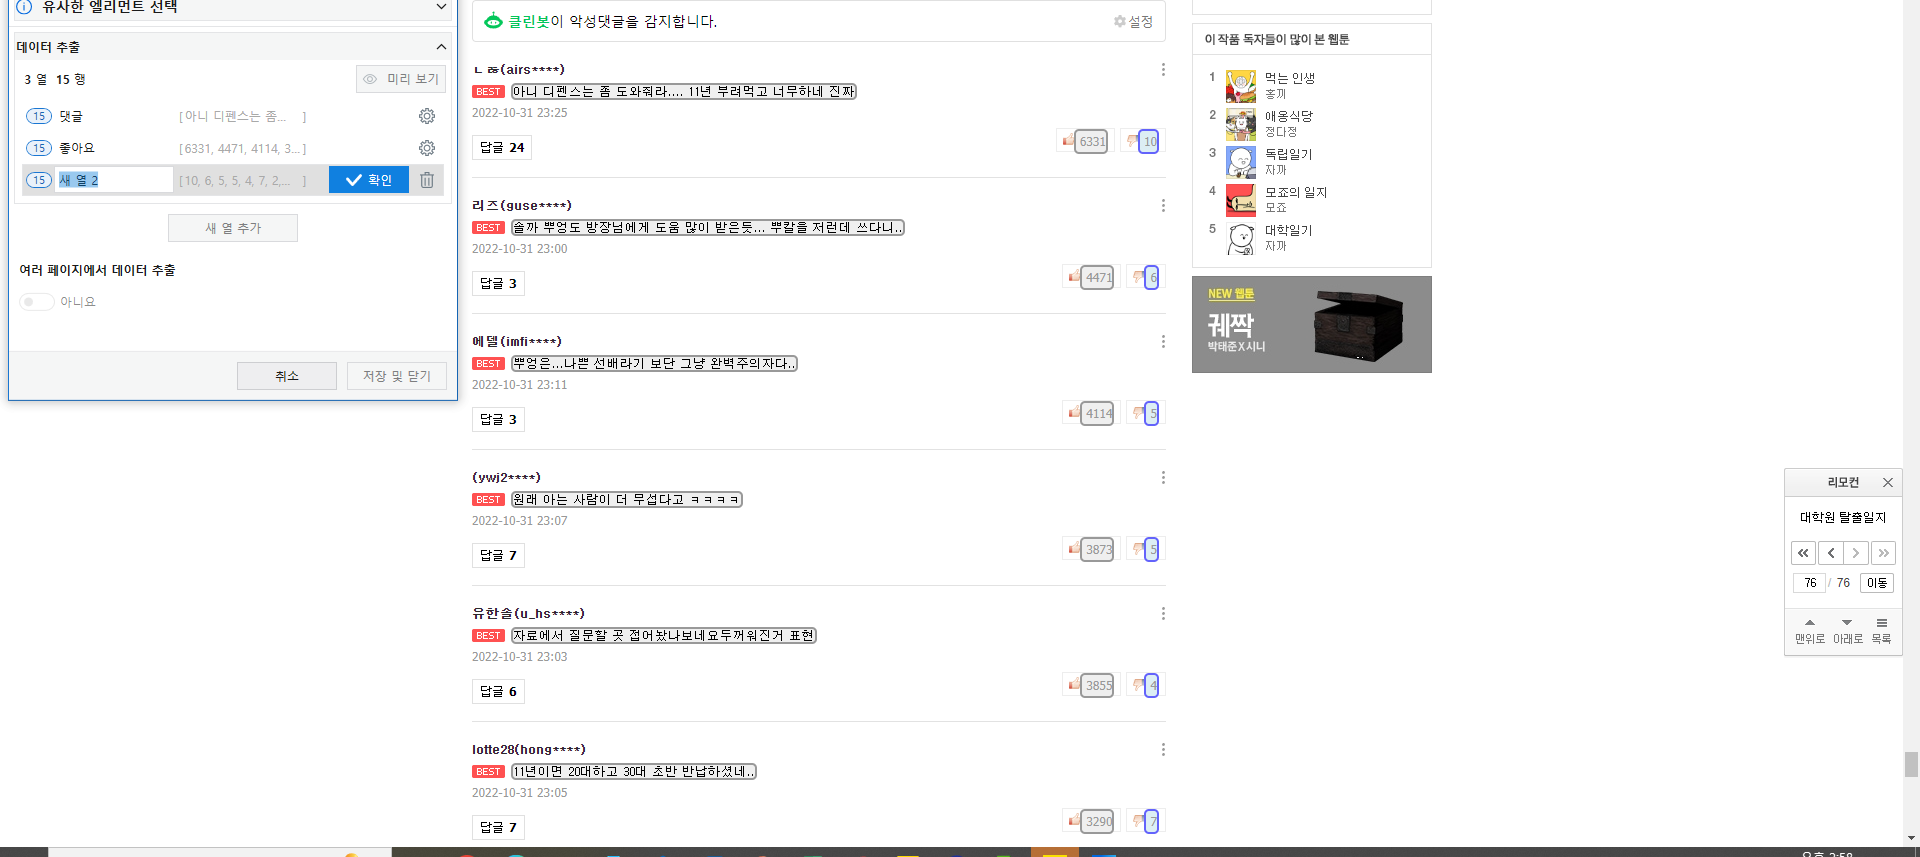 유사한 엘리먼트 선택
데이터 추출
3 열 15 행
미리 보기
15 댓글 [아니 디펜스는 좀... ]
15 좋아요 [6331, 4471, 4114, 3...]
15 새 열 2 [10, 6, 5, 5, 4, 7, 2,... ] 확인
새 열 추가
여러 페이지에서 데이터 추출
아니요
취소
저장 및 닫기
클린봇이 악성댓글을 감지합니다.
설정
ㄴㅎ(airs****)
BEST 아니 디펜스는 좀 도와줘라.... 11년 부려먹고 너무하네 진짜
2022-10-31 23:25
답글 24
6331
10
리즈(guse****)
BEST 솔까 뿌엉도 방장님에게 도움 많이 받은듯... 뿌칼을 저런데 쓰다니..
2022-10-31 23:00
답글 3
4471
6
에델(imfi****)
BEST 뿌엉은...나쁜 선배라기 보단 그냥 완벽주의자다..
2022-10-31 23:11
답글 3
4114
5
(ywj2****)
BEST 원래 아는 사람이 더 무섭다고 ㅋㅋㅋㅋ
2022-10-31 23:07
답글 7
3873
5
유한솔(u_hs****)
BEST 자료에서 질문할 곳 접어놨나보네요두꺼워진거 표현
2022-10-31 23:03
답글 6
3855
4
lotte28(hong****)
BEST 11년이면 20대하고 30대 초반 반납하셨네..
2022-10-31 23:05
답글 7
3290
7
이 작품 독자들이 많이 본 웹툰
1 먹는 인생
홍끼
2 애옹식당
정다정
3 독립일기
자까
4 모죠의 일지
모죠
5 대학일기
자까
NEW 웹툰
궤짝
박태준X시니
리모컨
대학원 탈출일지
76 / 76 이동
맨위로 아래로 목록